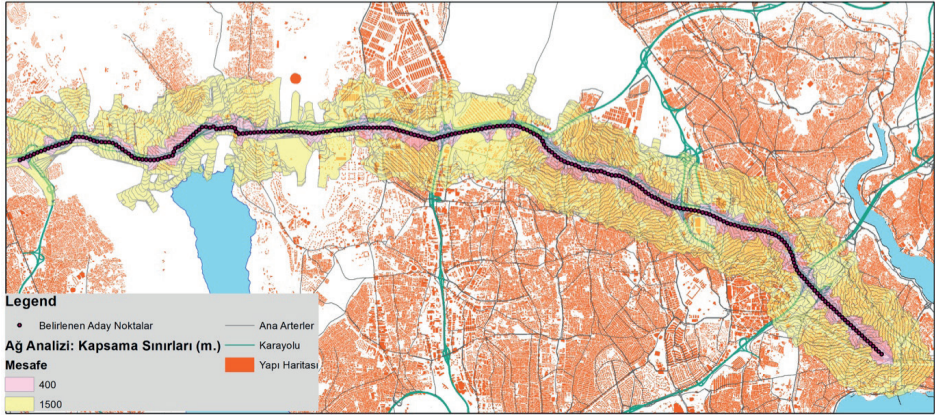 Legend
Belirlenen Aday Noktalar
Ana Arterler
Ağ Analizi: Kapsama Sınırları (m.)
Karayolu
Mesafe
Yapı Haritası
400
1500